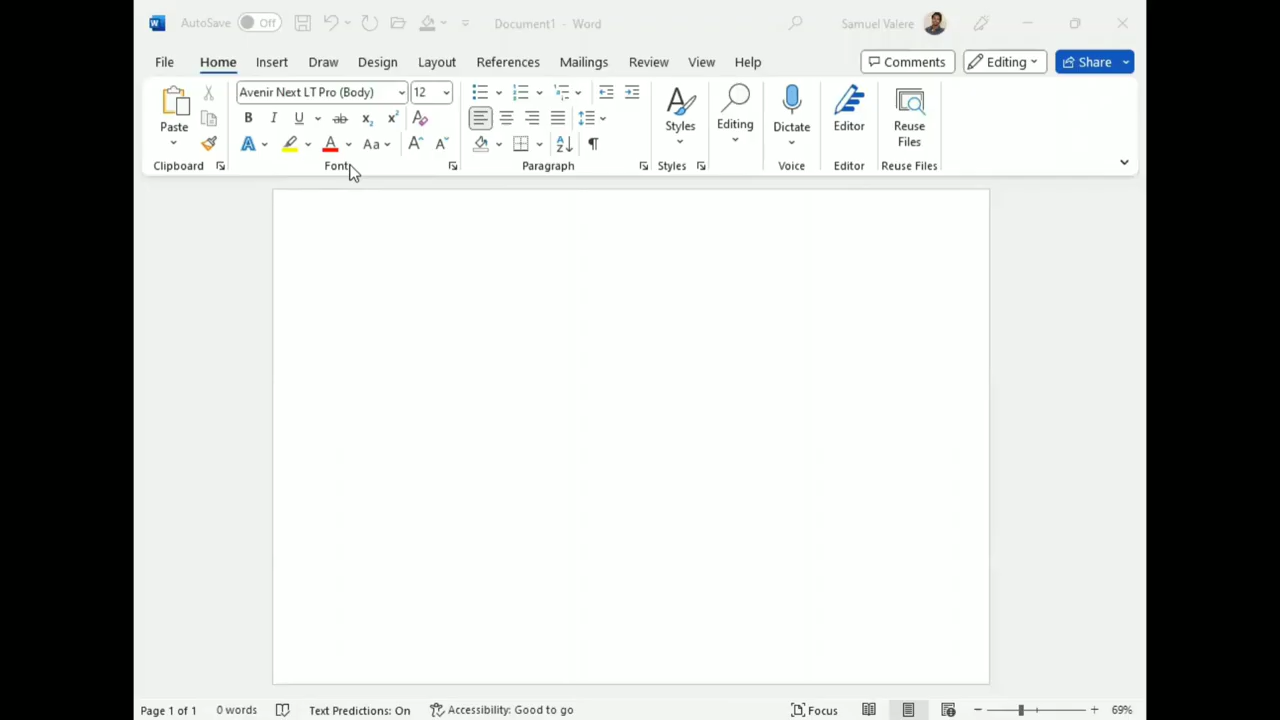 AutoSave Off Document1 - Word Samuel Valere
File Home Insert Draw Design Layout References Mailings Review View Help Comments Editing Share
Avenir Next LT Pro (Body) 12
Paste Styles Editing Dictate Editor Reuse Files
B I U ab x₂ x²
A A Aa A A
Clipboard Font Paragraph Styles Voice Editor Reuse Files
Page 1 of 1 0 words Text Predictions: On Accessibility: Good to go Focus 69%